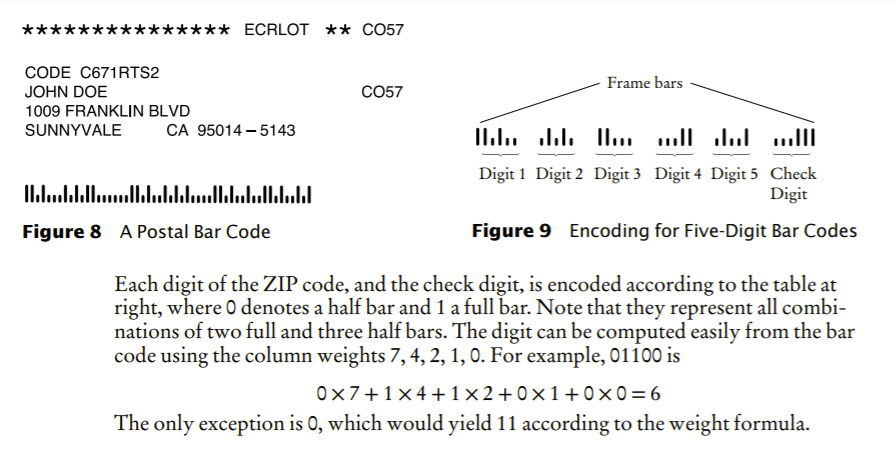 *************** ECRLOT ** CO57
CODE C671RTS2
JOHN DOE CO57
1009 FRANKLIN BLVD
SUNNYVALE CA 95014 – 5143
Figure 8 A Postal Bar Code
Frame bars
Digit 1 Digit 2 Digit 3 Digit 4 Digit 5 Check
Digit
Figure 9 Encoding for Five-Digit Bar Codes
Each digit of the ZIP code, and the check digit, is encoded according to the table at
right, where 0 denotes a half bar and 1 a full bar. Note that they represent all combi-
nations of two full and three half bars. The digit can be computed easily from the bar
code using the column weights 7, 4, 2, 1, 0. For example, 01100 is
0 × 7 + 1 × 4 + 1 × 2 + 0 × 1 + 0 × 0 = 6
The only exception is 0, which would yield 11 according to the weight formula.